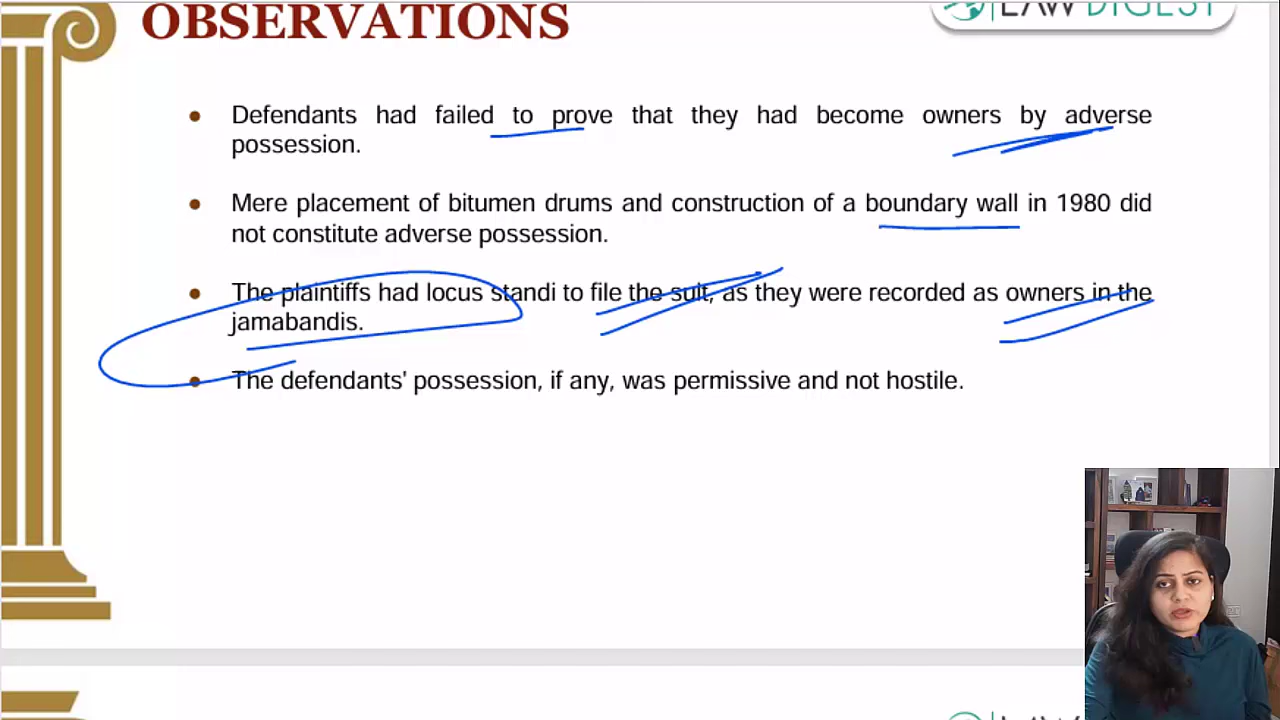 OBSERVATIONS
LAW DIGEST
● Defendants had failed to prove that they had become owners by adverse
possession.
● Mere placement of bitumen drums and construction of a boundary wall in 1980 did
not constitute adverse possession.
● The plaintiffs had locus standi to file the suit, as they were recorded as owners in the
jamabandis.
● The defendants' possession, if any, was permissive and not hostile.